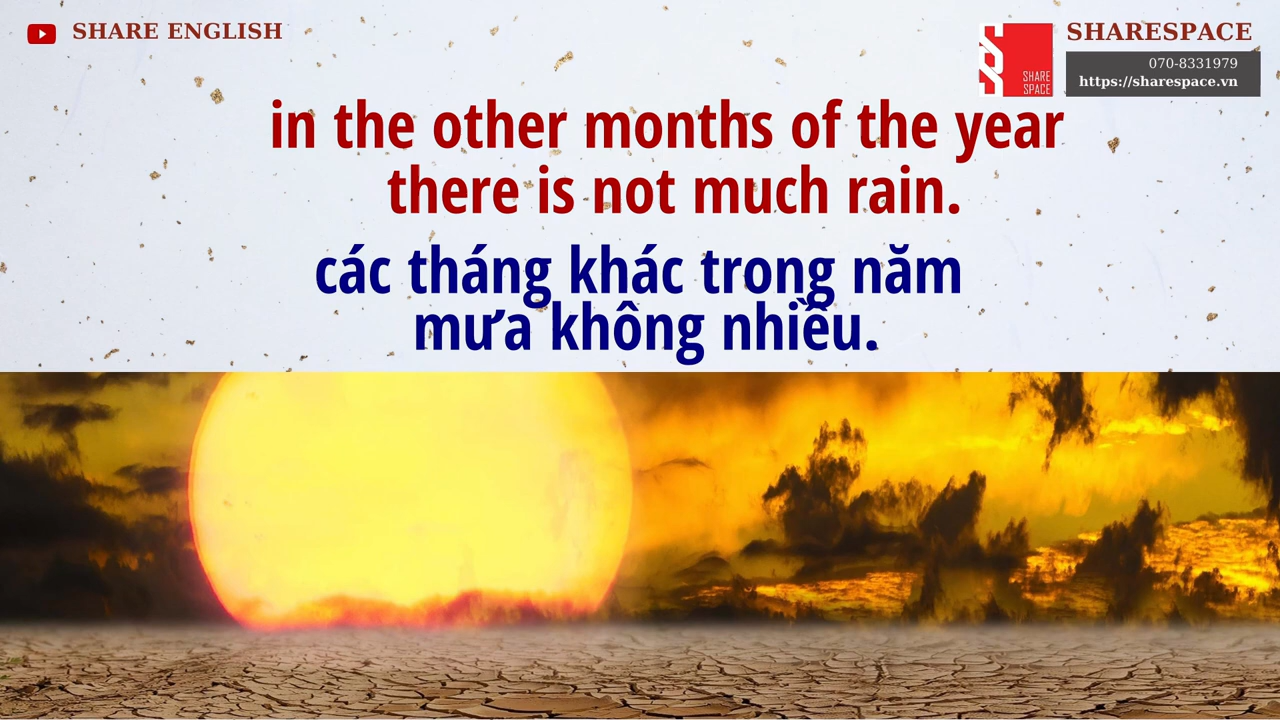 SHARE ENGLISH
SHARESPACE
070-8331979
https://sharespace.vn
SHARE
SPACE
in the other months of the year
there is not much rain.
các tháng khác trong năm
mưa không nhiều.